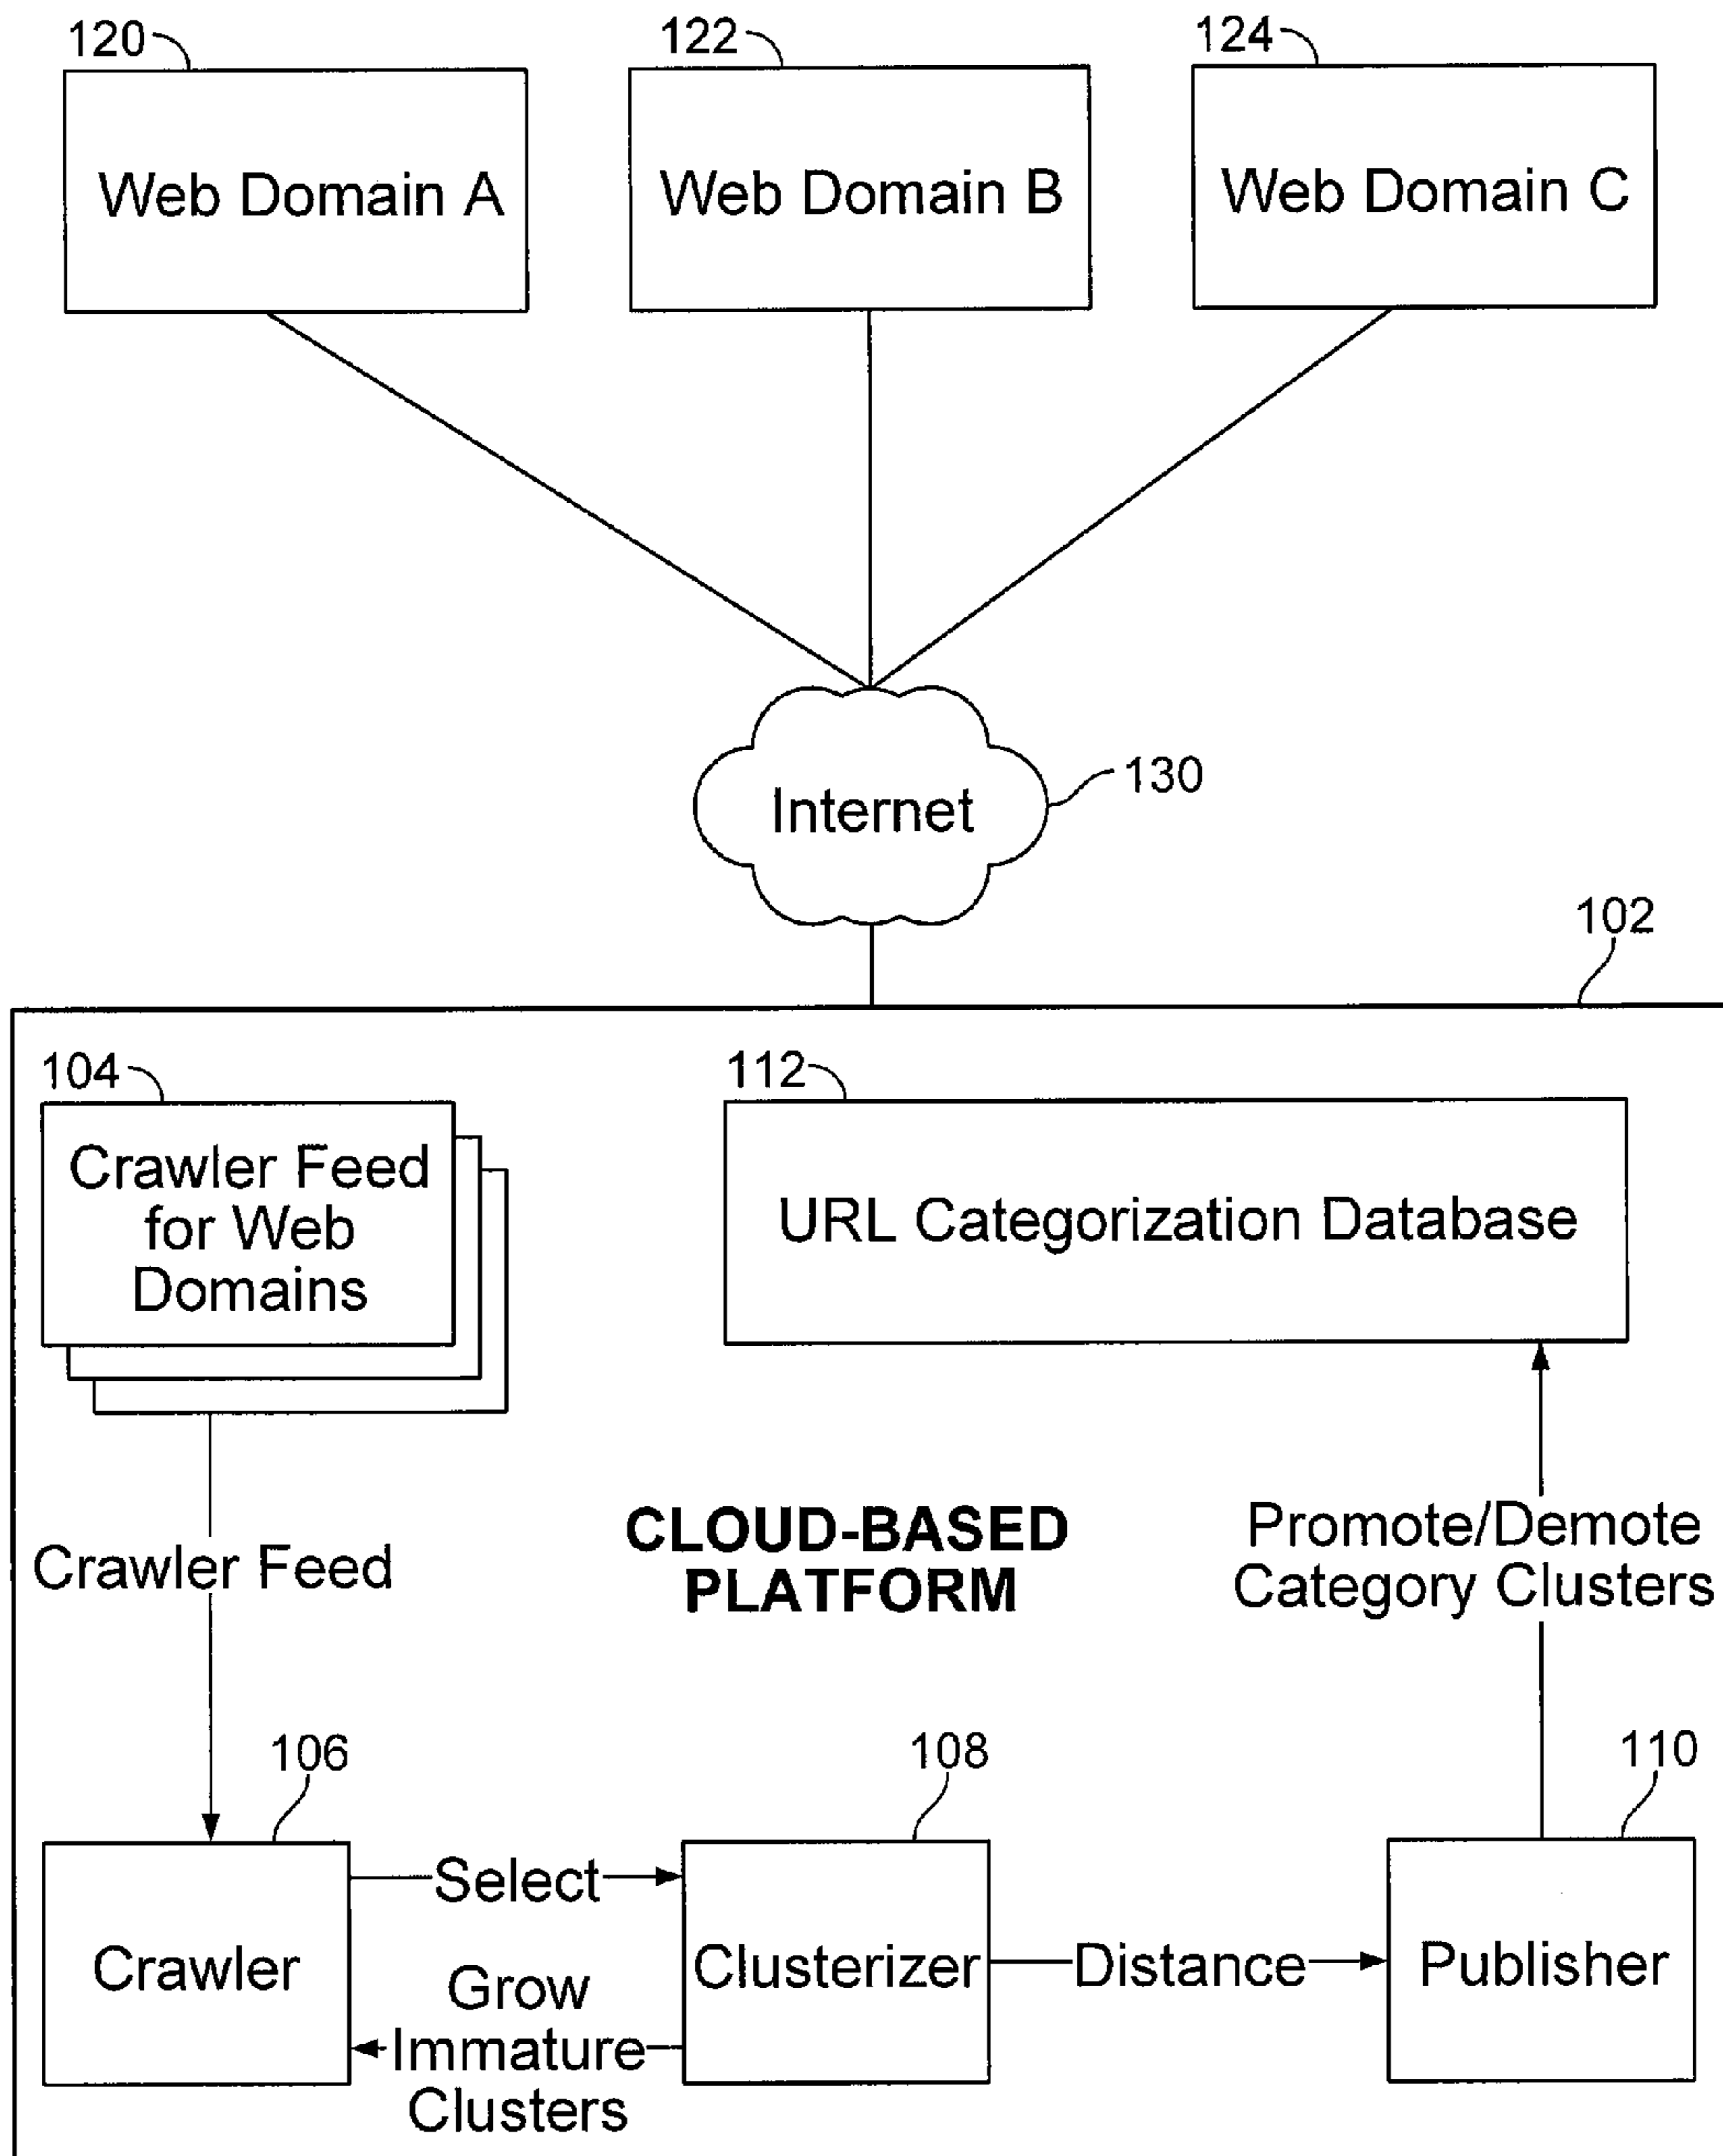 120
122
124
Web Domain A
Web Domain B
Web Domain C
Internet
130
102
104
112
Crawler Feed
for Web
Domains
URL Categorization Database
Crawler Feed
CLOUD-BASED
PLATFORM
Promote/Demote
Category Clusters
106
108
110
Crawler
Select
Grow
Immature
Clusters
Clusterizer
Distance
Publisher